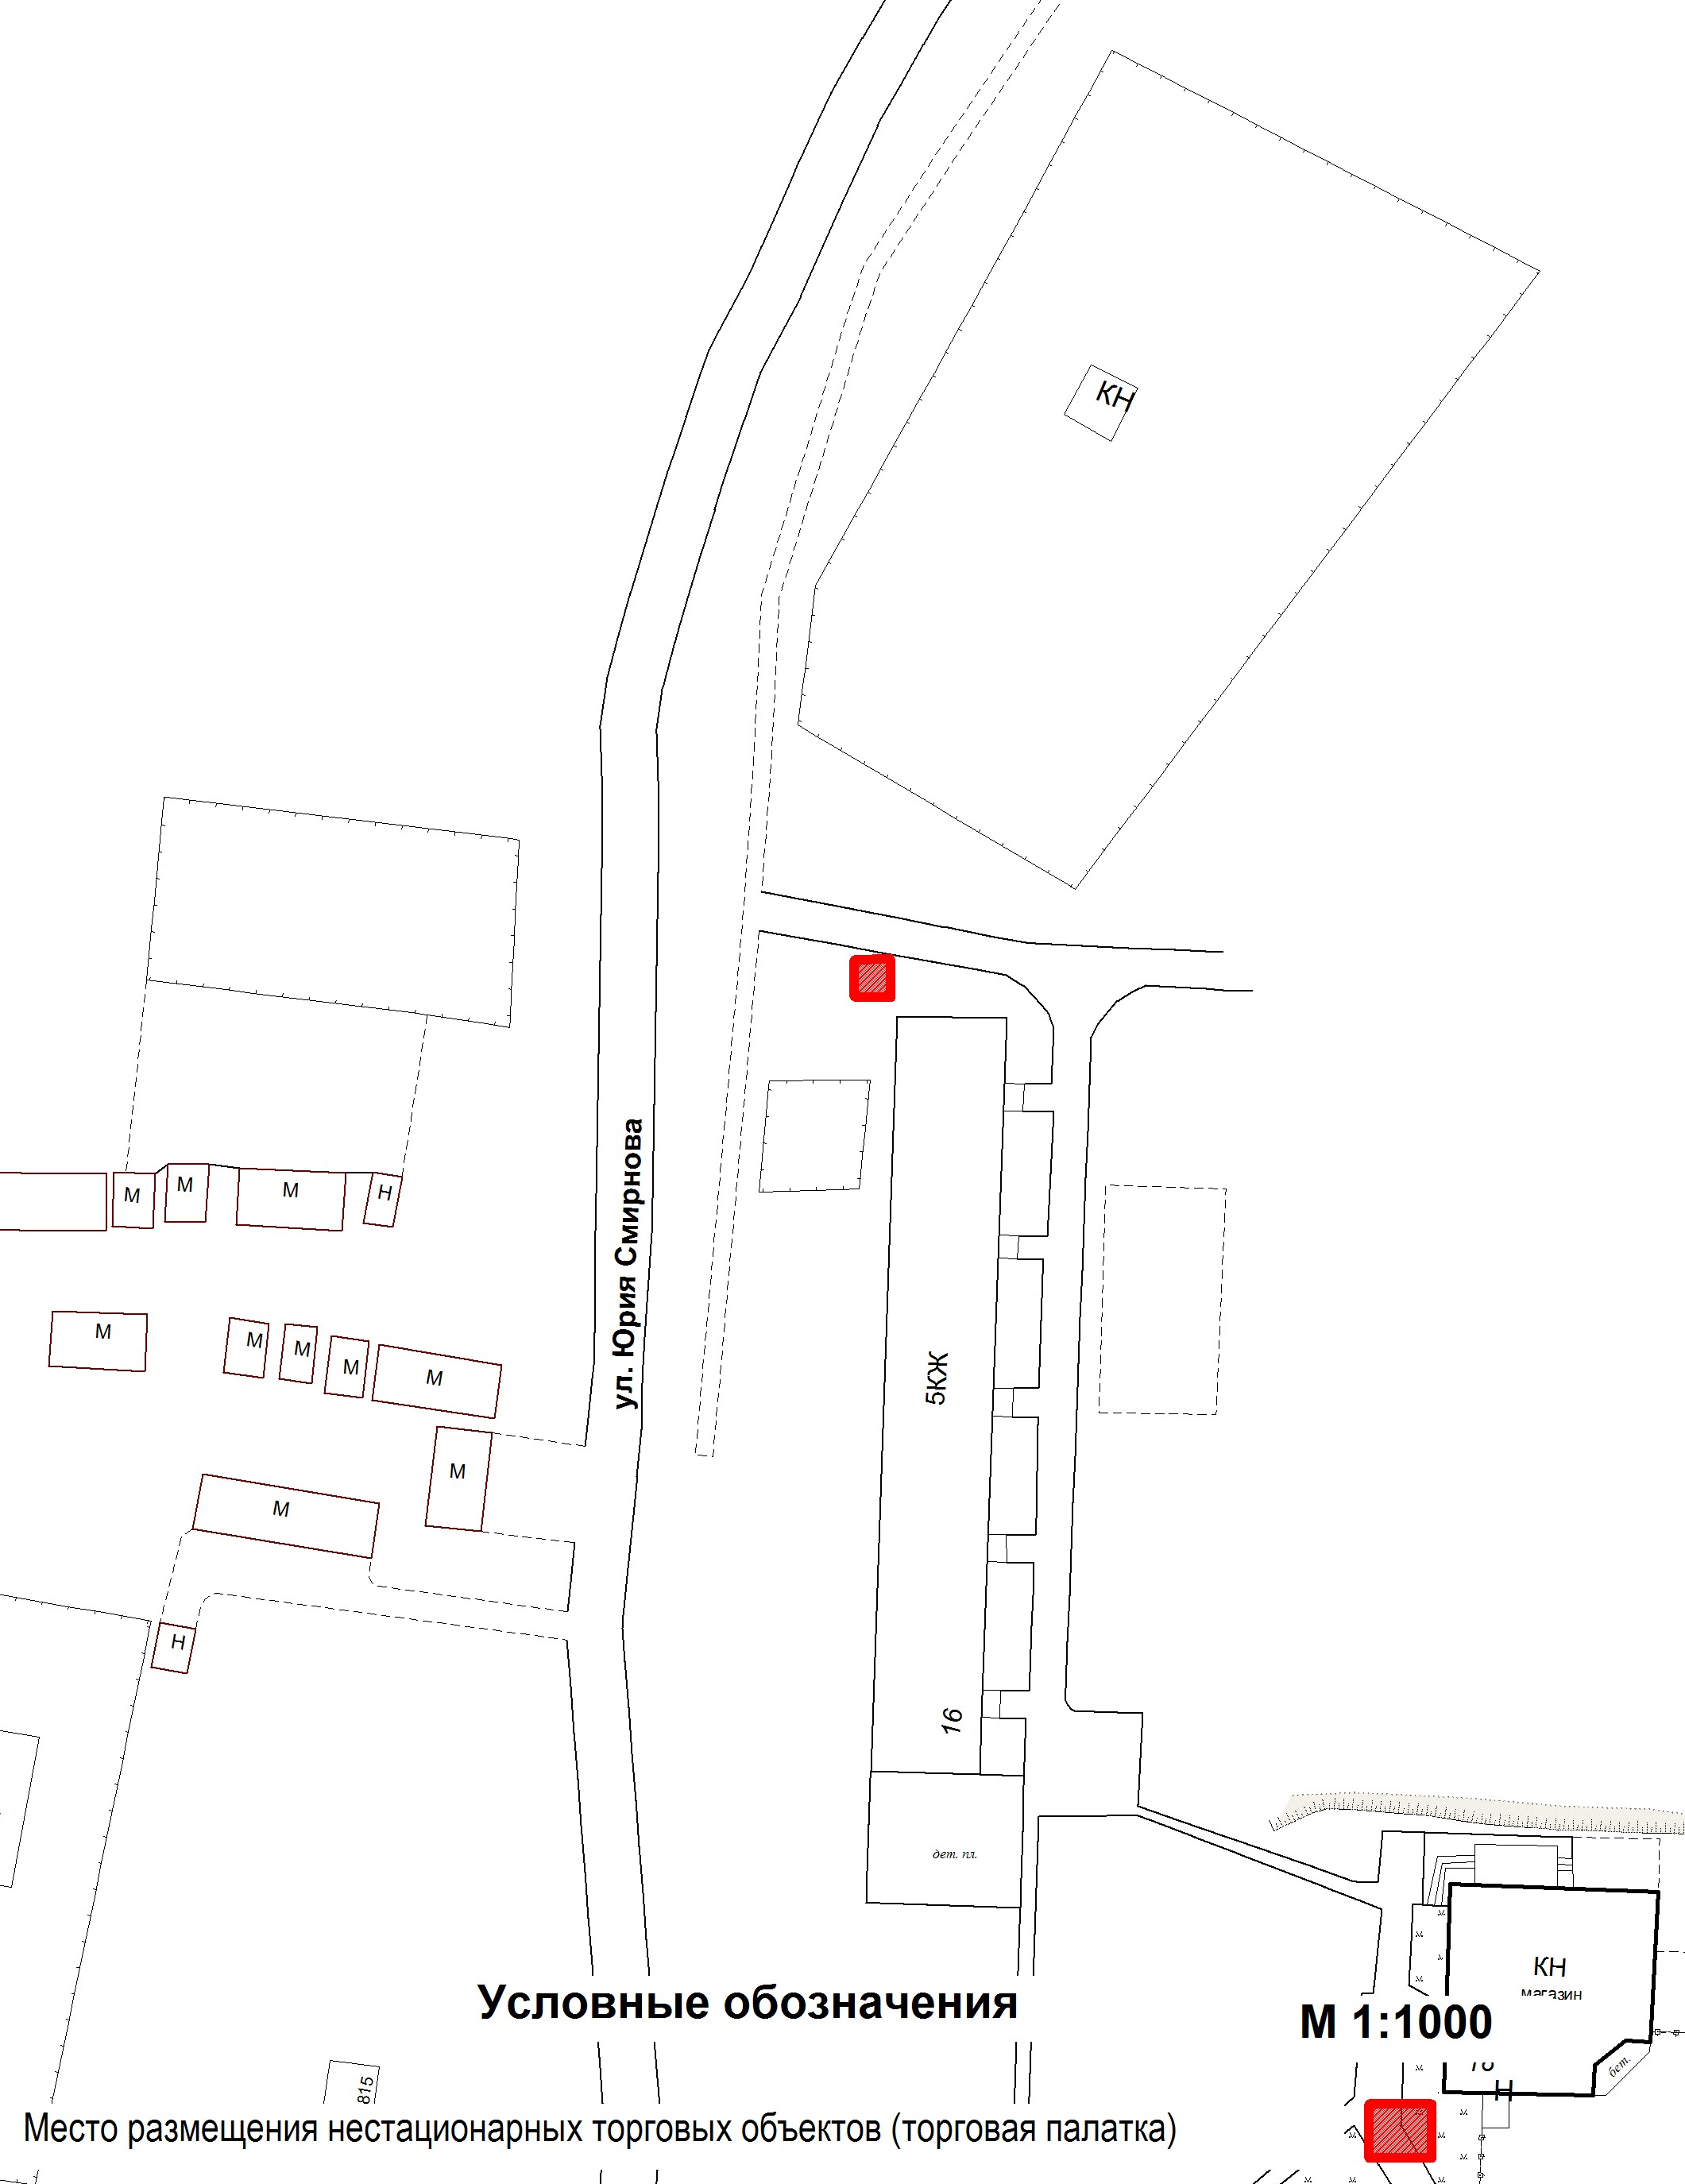 КН
М
М
М
Н
ул. Юрия Смирнова
М
М
М
М
М
5КЖ
М
М
Н
16
дет. пл.
КН
магазин
Условные обозначения
М 1:1000
бет.
815
Н
Место размещения нестационарных торговых объектов (торговая палатка)